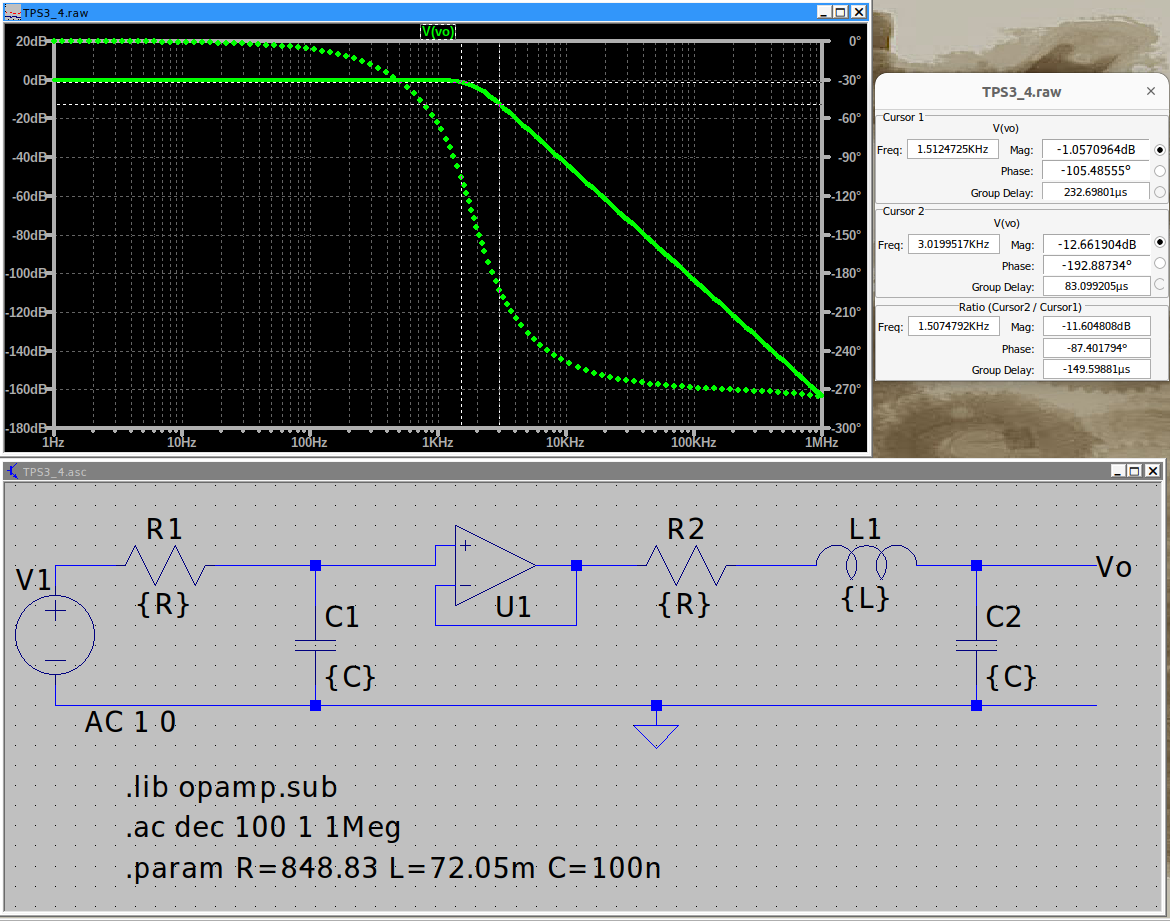 TPS3_4.raw
V(vo)
20dB
0dB
-20dB
-40dB
-60dB
-80dB
-100dB
-120dB
-140dB
-160dB
-180dB
0°
-30°
-60°
-90°
-120°
-150°
-180°
-210°
-240°
-270°
-300°
1Hz 10Hz 100Hz 1KHz 10KHz 100KHz 1MHz
TPS3_4.raw
Cursor 1
V(vo)
Freq: 1.5124725KHz Mag: -1.0570964dB
Phase: -105.48555°
Group Delay: 232.69801µs
Cursor 2
V(vo)
Freq: 3.0199517KHz Mag: -12.661904dB
Phase: -192.88734°
Group Delay: 83.099205µs
Ratio (Cursor2 / Cursor1)
Freq: 1.5074792KHz Mag: -11.604808dB
Phase: -87.401794°
Group Delay: -149.59881µs
TPS3_4.asc
R1
{R}
V1
AC 1 0
C1
{C}
U1
R2
{R}
L1
{L}
C2
{C}
Vo
.lib opamp.sub
.ac dec 100 1 1Meg
.param R=848.83 L=72.05m C=100n